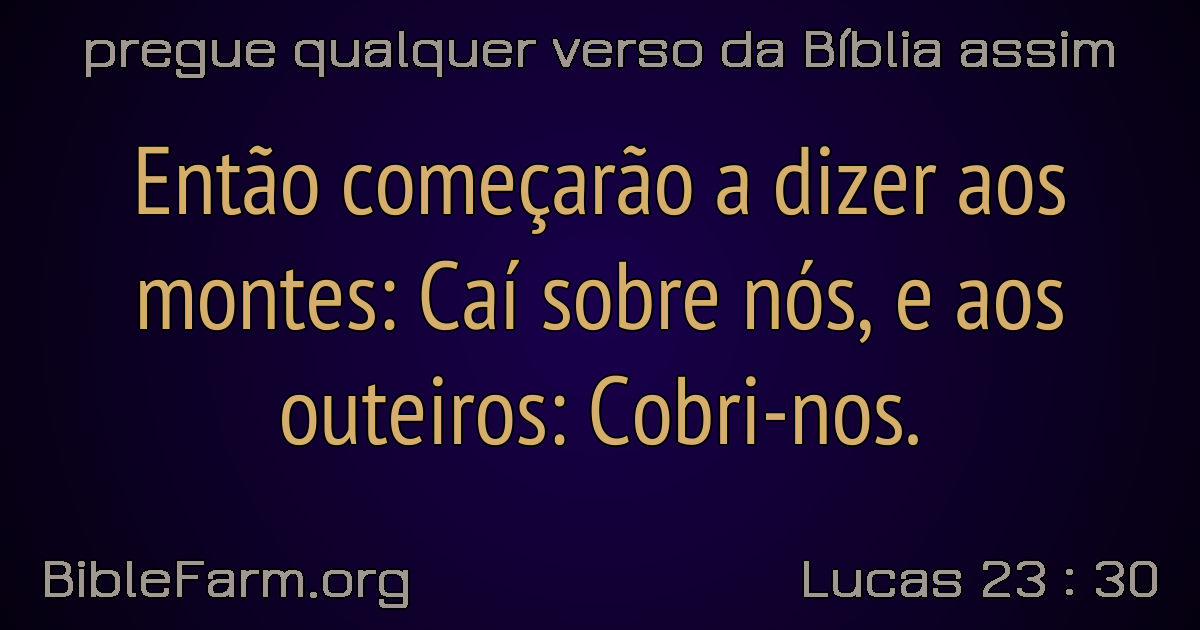 pregue qualquer verso da Bíblia assim
Então começarão a dizer aos
montes: Caí sobre nós, e aos
outeiros: Cobri-nos.
BibleFarm.org
Lucas 23 : 30